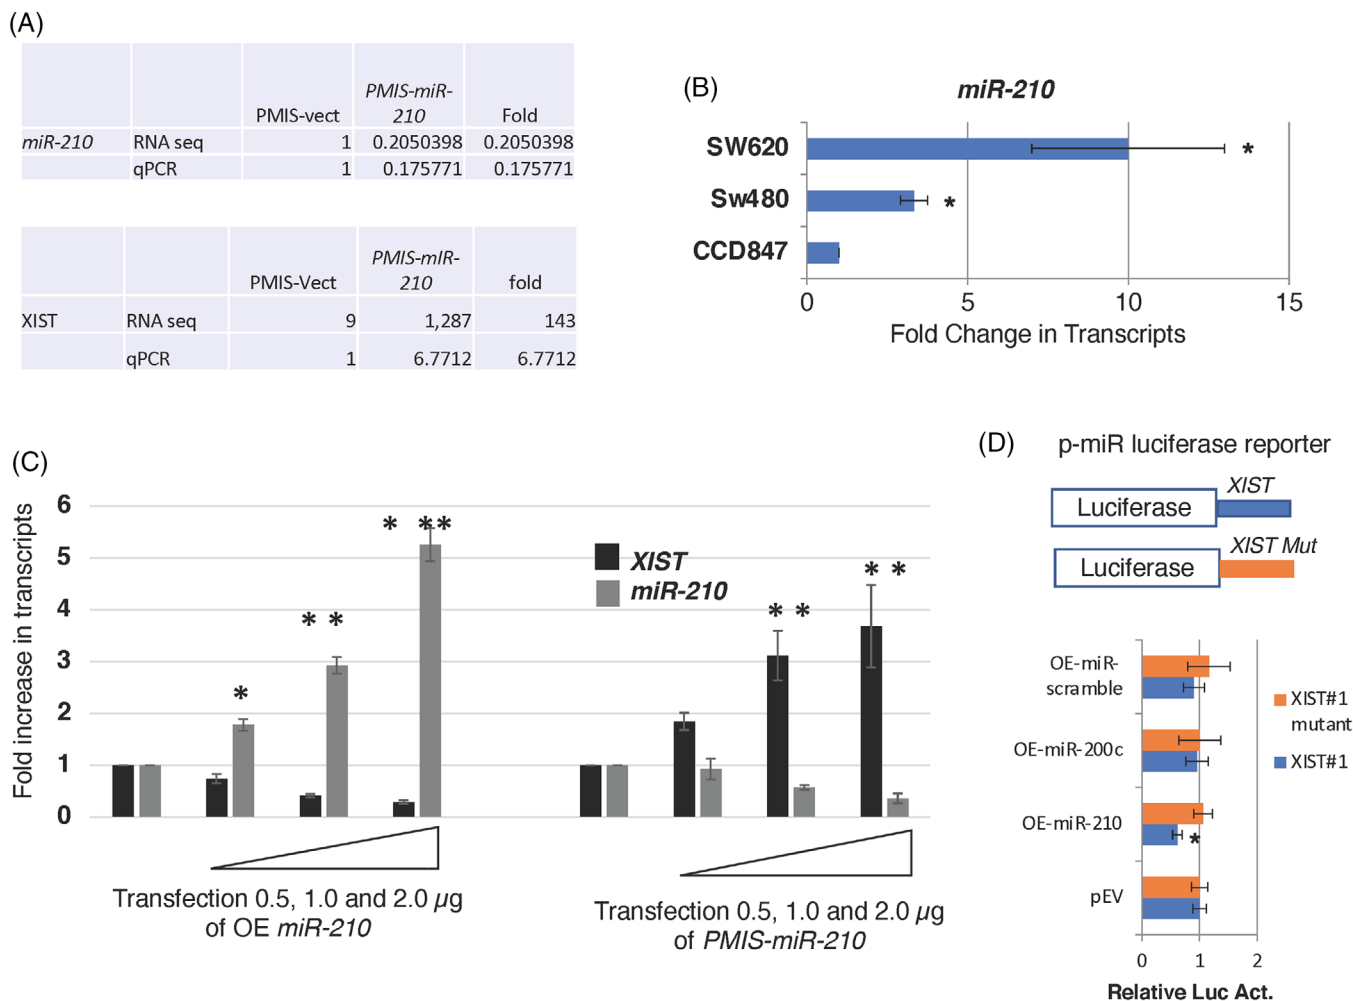 (A)
PMIS-vect PMIS-miR-
210 Fold
miR-210 RNA seq 1 0.2050398 0.2050398
qPCR 1 0.175771 0.175771
PMIS-Vect PMIS-mIR-
210 fold
XIST RNA seq 9 1,287 143
qPCR 1 6.7712 6.7712
(B) miR-210
SW620 *
Sw480 *
CCD847
0 5 10 15
Fold Change in Transcripts
(C)
Fold increase in transcripts
6
5
4
3
2
1
0
* * * * * *
XIST
miR-210
* * * *
Transfection 0.5, 1.0 and 2.0 µg
of OE miR-210
Transfection 0.5, 1.0 and 2.0 µg
of PMIS-miR-210
(D) p-miR luciferase reporter
XIST
Luciferase
XIST Mut
Luciferase
OE-miR-
scramble
OE-miR-200c
OE-miR-210 *
pEV
XIST#1
mutant
XIST#1
0 1 2
Relative Luc Act.